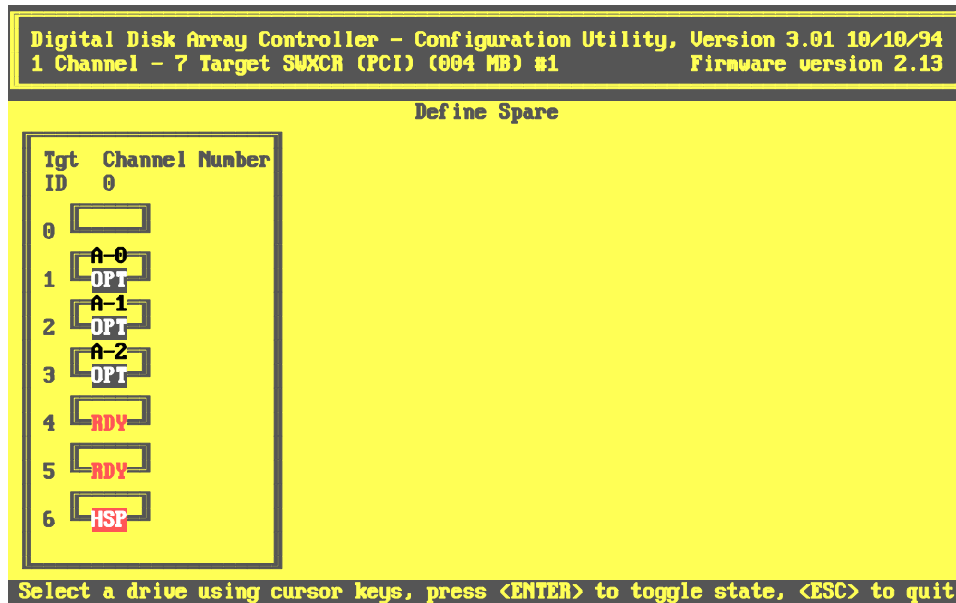 Digital Disk Array Controller - Configuration Utility, Version 3.01 10/10/94
1 Channel - 7 Target SWXCR (PCI) (004 MB) #1 Firmware version 2.13
Define Spare
Tgt Channel Number
ID 0
0
A-0
1 OPT
A-1
2 OPT
A-2
3 OPT
4 RDY
5 RDY
6 HSP
Select a drive using cursor keys, press <ENTER> to toggle state, <ESC> to quit